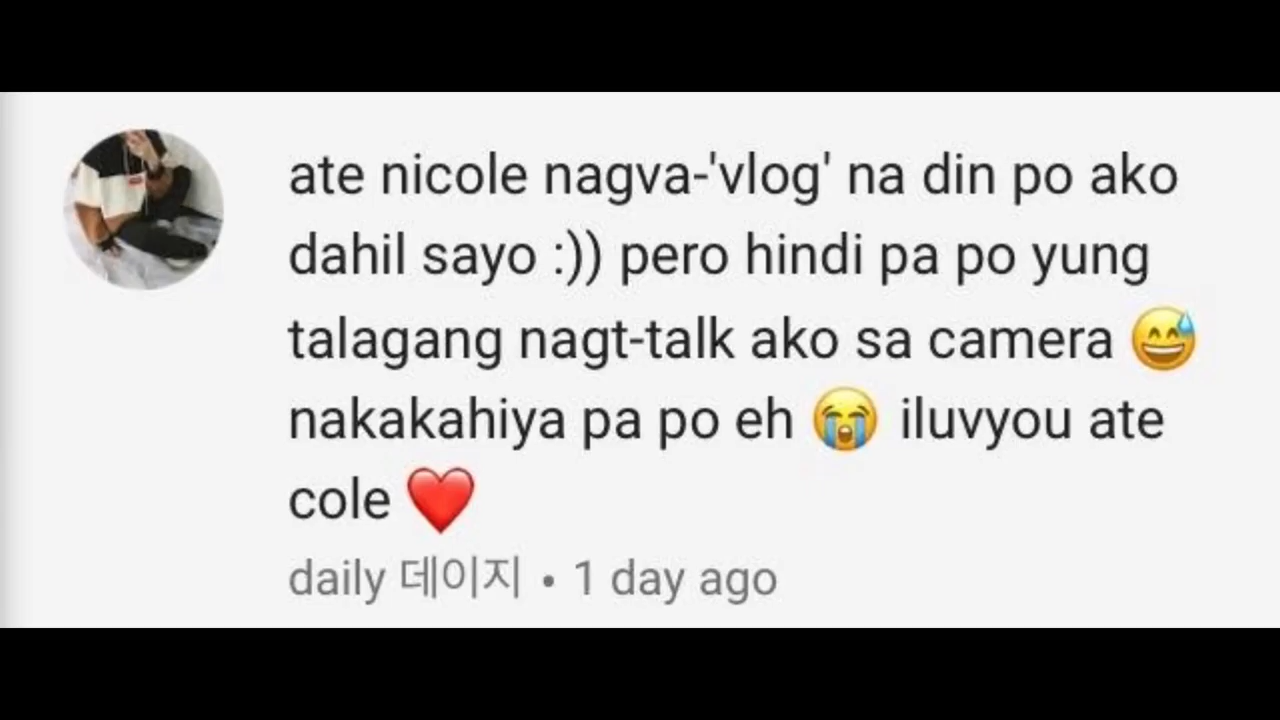 ate nicole nagva-'vlog' na din po ako
dahil sayo :)) pero hindi pa po yung
talagang nagt-talk ako sa camera 😅
nakakahiya pa po eh 😭 iluvyou ate
cole ❤️
daily 데이지 • 1 day ago